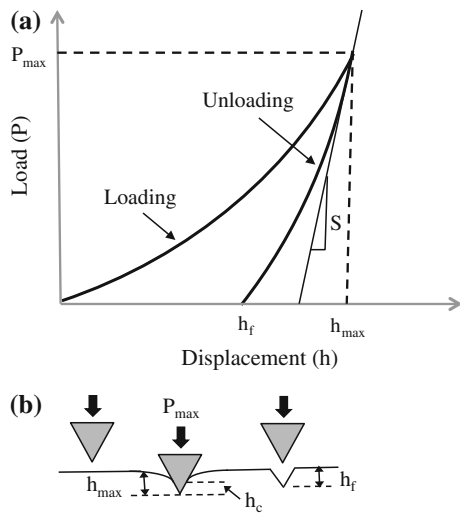 (a)
P_max
Load (P)
Unloading
Loading
S
h_f
h_max
Displacement (h)
(b)
P_max
h_max
h_c
h_f